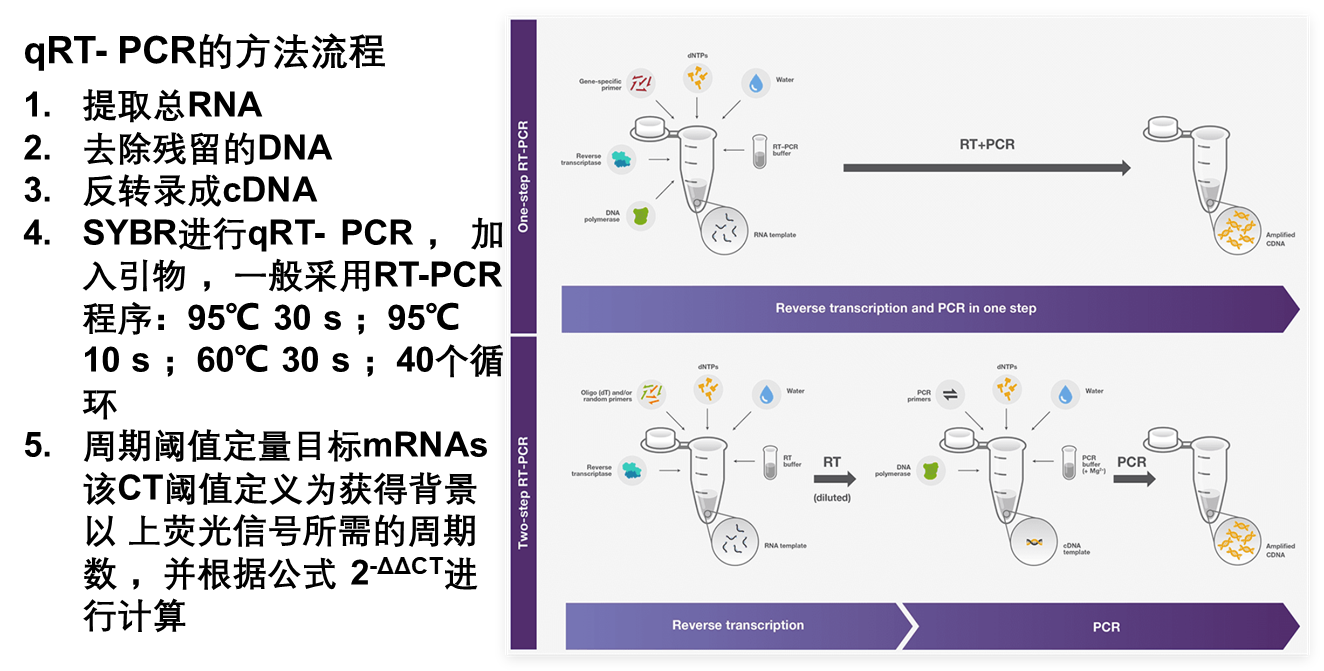 qRT- PCR的方法流程
1. 提取总RNA
2. 去除残留的DNA
3. 反转录成cDNA
4. SYBR进行qRT- PCR ， 加
入引物 ，一般采用RT-PCR
程序：95℃ 30 s ；95℃
10 s ；60℃ 30 s ；40个循
环
5. 周期阈值定量目标mRNAs
该CT阈值定义为获得背景
以 上荧光信号所需的周期
数 ，并根据公式 2-ΔΔCT进
行计算
One-step RT-PCR
dNTPs
Gene-specific
primer
Water
Reverse
transcriptase
RT-PCR
buffer
DNA
polymerase
RNA template
RT+PCR
Amplified
CDNA
Reverse transcription and PCR in one step
Two-step RT-PCR
dNTPs
Oligo (dT) and/or
random primers
Water
Reverse
transcriptase
RT
buffer
RNA template
RT
(diluted)
dNTPs
PCR
primers
Water
DNA
polymerase
PCR
buffer
(+ Mg²⁺)
cDNA
template
PCR
Amplified
CDNA
Reverse transcription
PCR